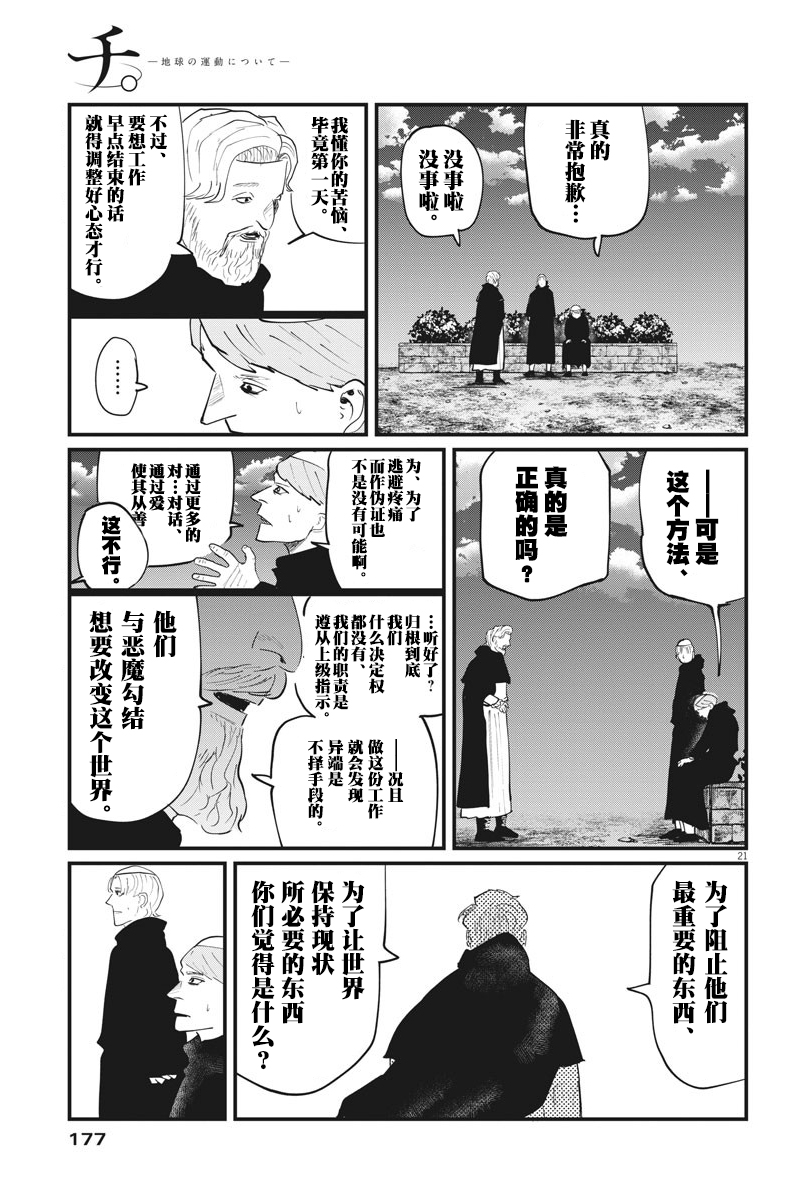 チ。
—地球の運動について—
真的
非常抱歉…
没事啦
没事啦。
我懂你的苦恼、
毕竟第一天。
不过、
要想工作
早点结束的话
就得调整好心态才行。
……
——可是
这个方法、
真的是
正确的吗？
为、为了
逃避疼痛
而作伪证也
不是没有可能啊。
通过更多的
对…对话、
通过爱
使其从善
这不行。
…听好了？
归根到底
我们
什么决定权
都没有、
我们的职责是
遵从上级指示。
——况且
做这份工作
就会发现
异端是
不择手段的。
他们
与恶魔勾结
想要改变这个世界。
21
为了阻止他们
最重要的东西、
为了让世界
保持现状
所必要的东西
你们觉得是什么？
177